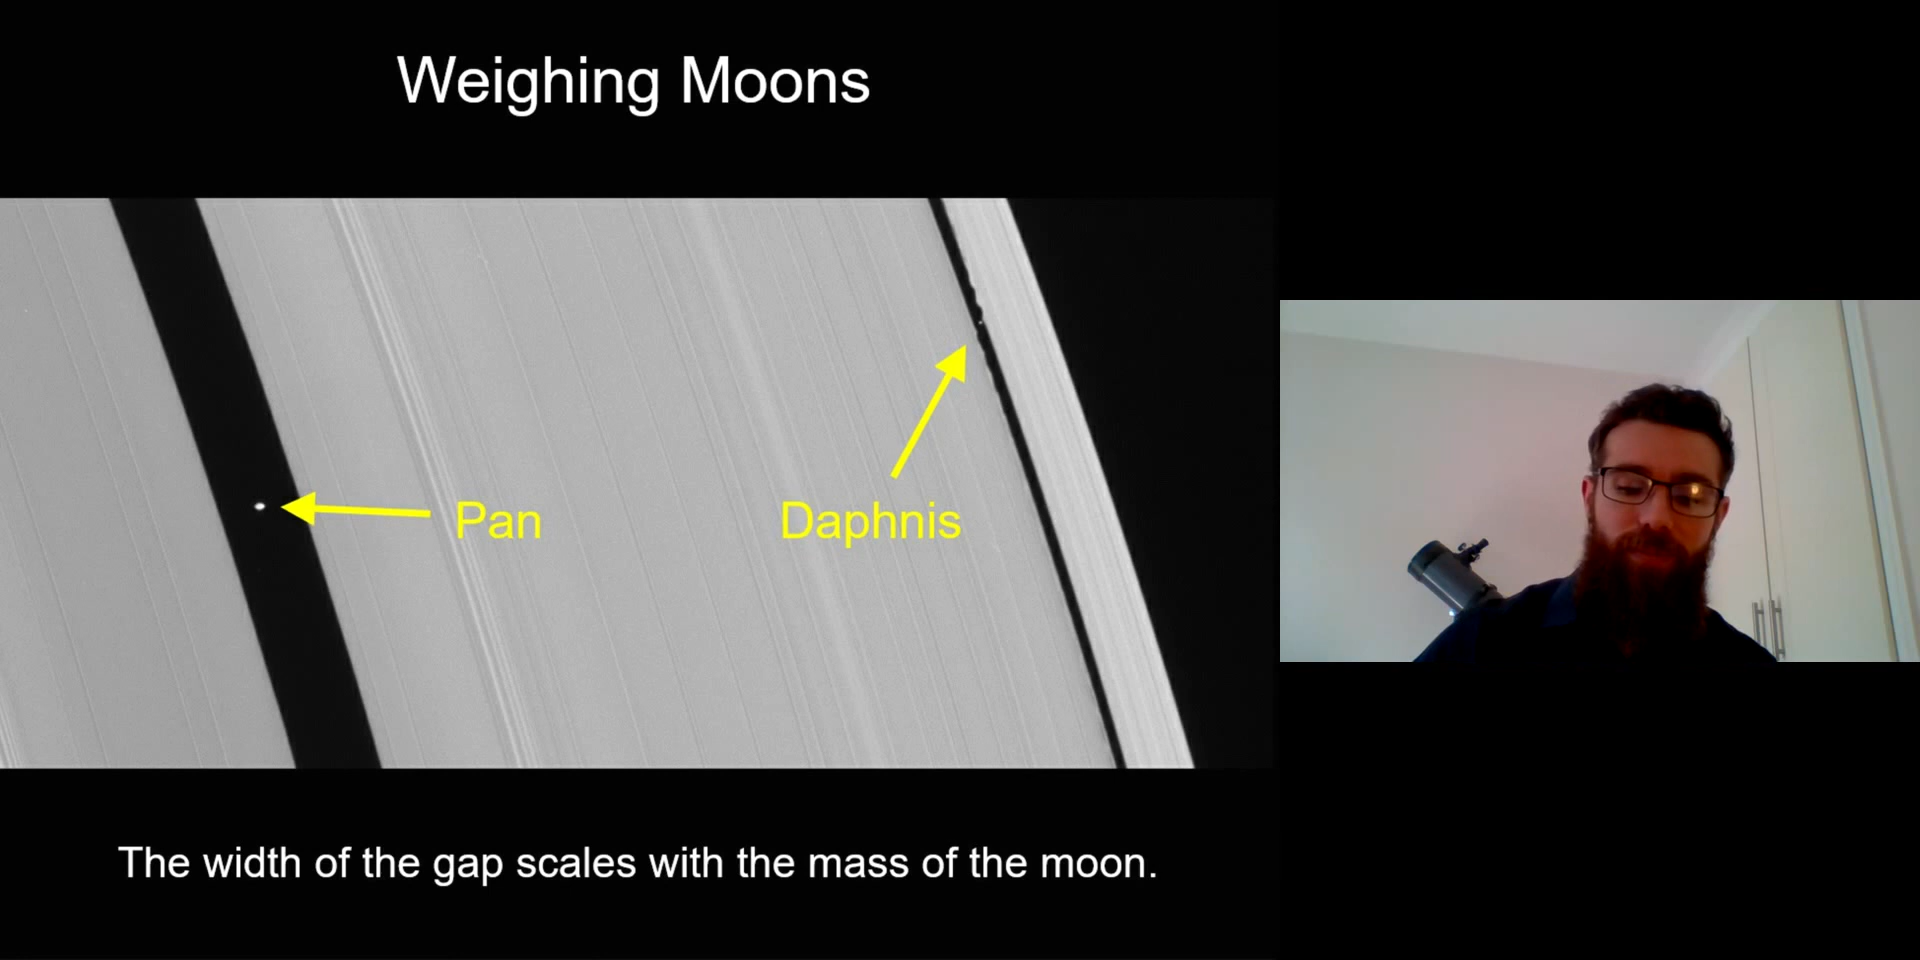 Weighing Moons
Pan
Daphnis
The width of the gap scales with the mass of the moon.